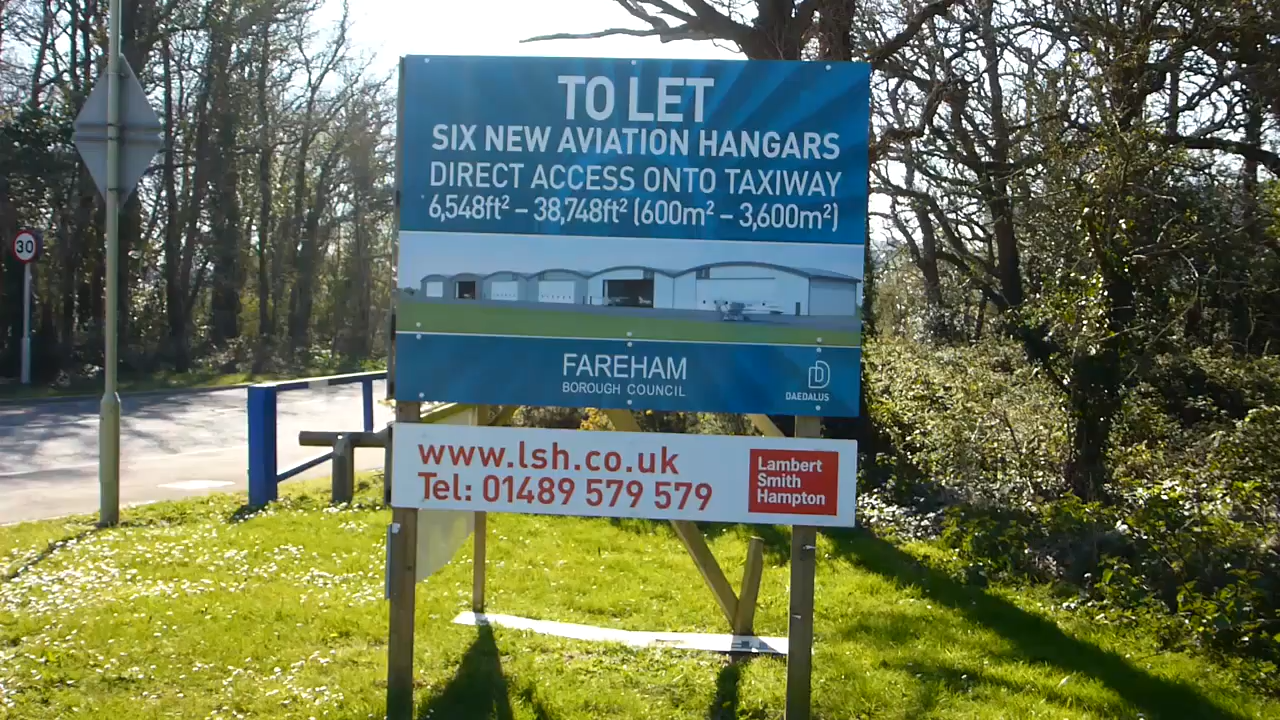 30
TO LET
SIX NEW AVIATION HANGARS
DIRECT ACCESS ONTO TAXIWAY
6,548ft² – 38,748ft² (600m² – 3,600m²)
FAREHAM
BOROUGH COUNCIL
DAEDALUS
www.lsh.co.uk
Tel: 01489 579 579
Lambert
Smith
Hampton